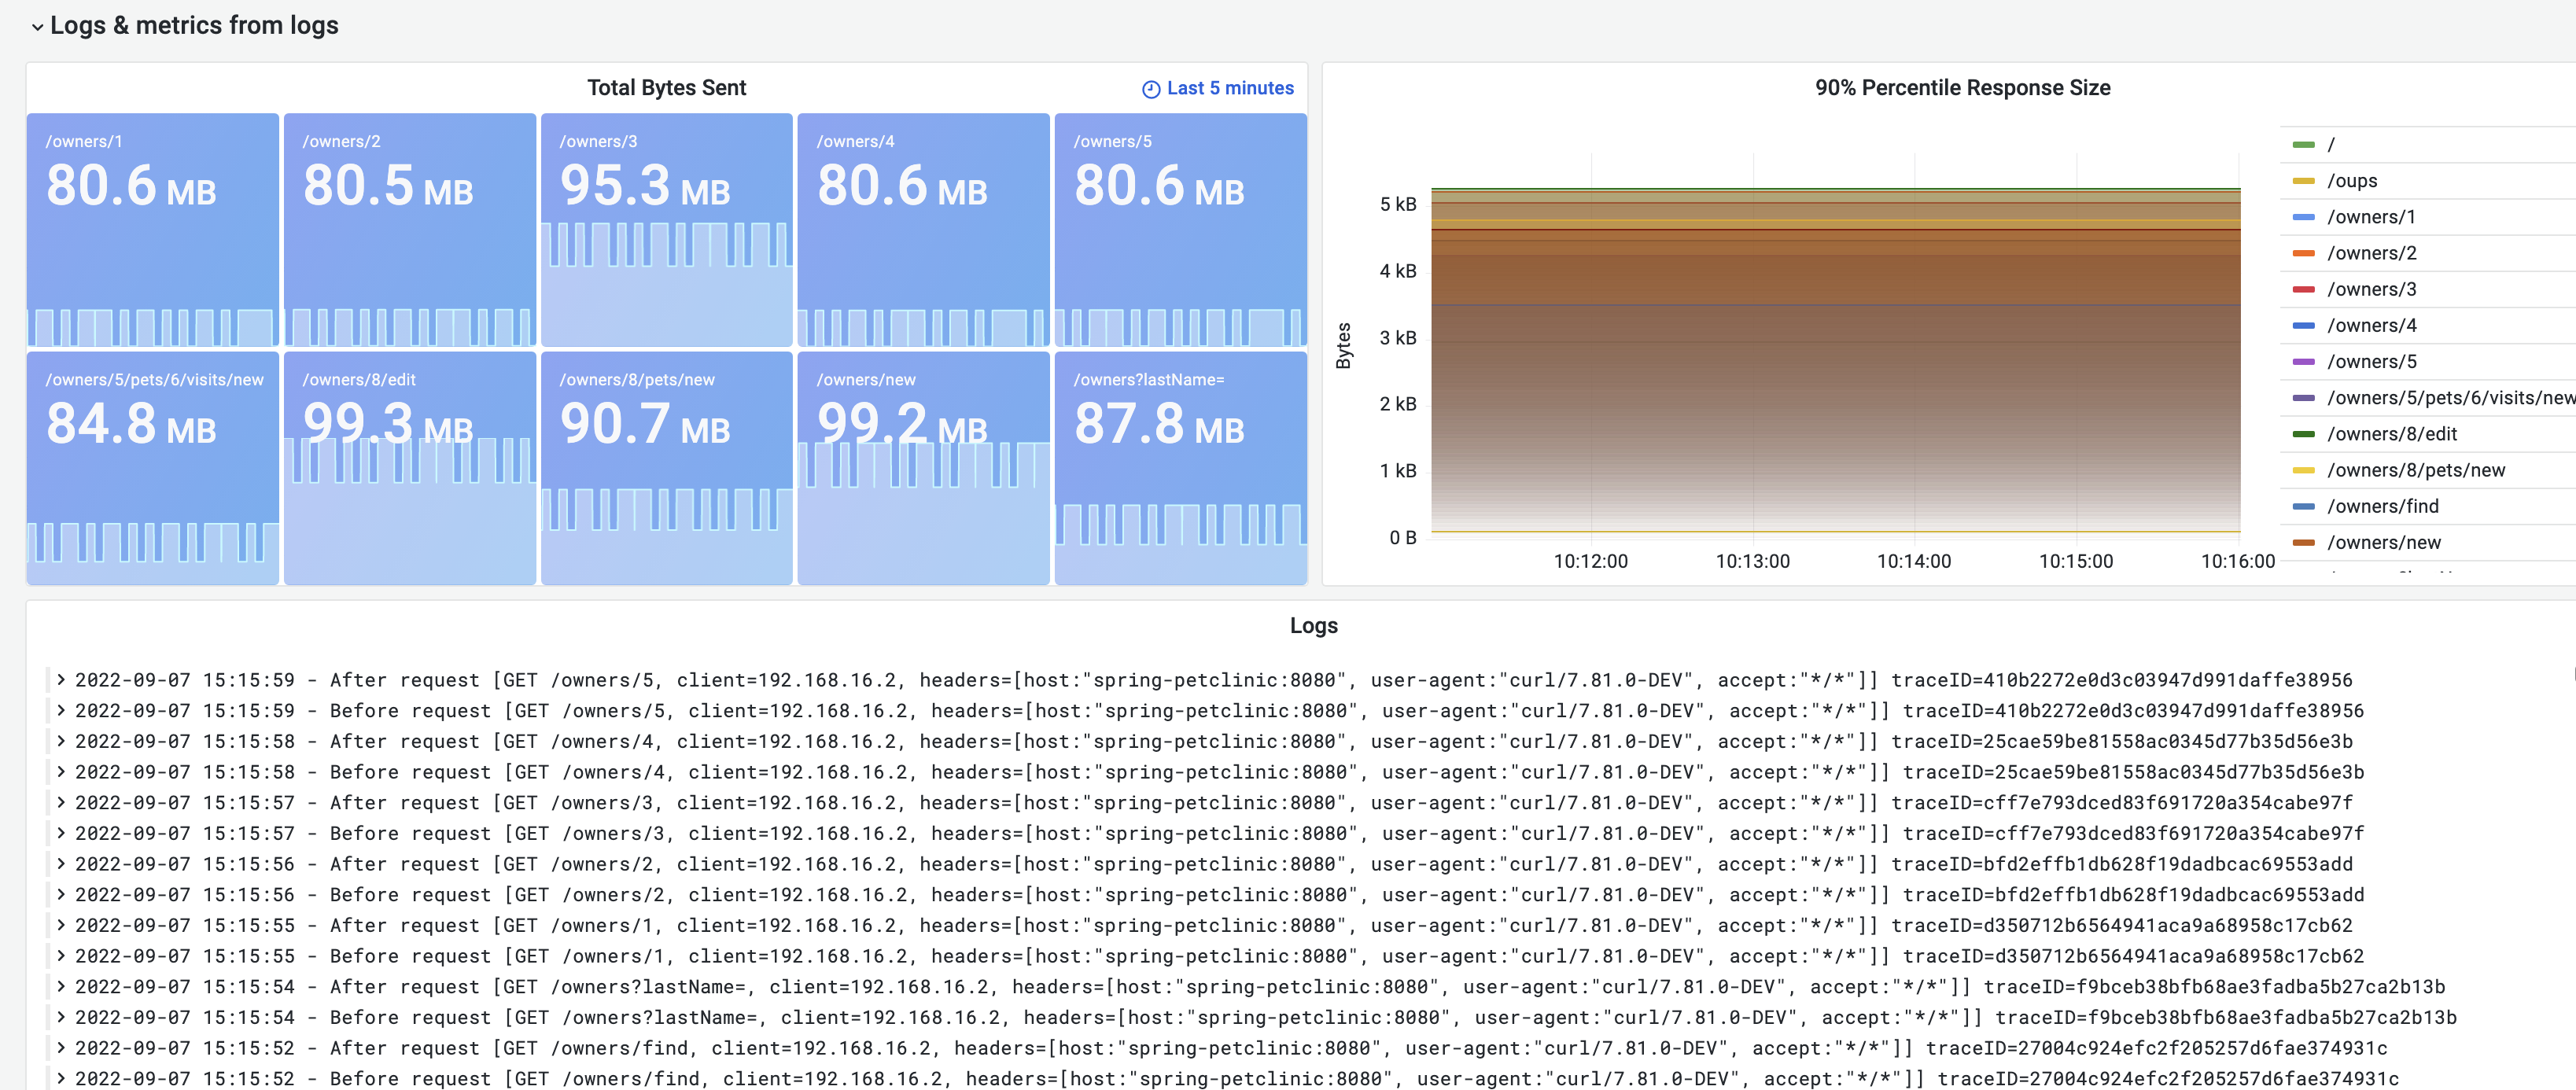 Logs & metrics from logs
Total Bytes Sent
Last 5 minutes
/owners/1
80.6 MB
/owners/2
80.5 MB
/owners/3
95.3 MB
/owners/4
80.6 MB
/owners/5
80.6 MB
/owners/5/pets/6/visits/new
84.8 MB
/owners/8/edit
99.3 MB
/owners/8/pets/new
90.7 MB
/owners/new
99.2 MB
/owners?lastName=
87.8 MB
90% Percentile Response Size
Bytes
5 kB
4 kB
3 kB
2 kB
1 kB
0 B
10:12:00
10:13:00
10:14:00
10:15:00
10:16:00
/
/oups
/owners/1
/owners/2
/owners/3
/owners/4
/owners/5
/owners/5/pets/6/visits/new
/owners/8/edit
/owners/8/pets/new
/owners/find
/owners/new
Logs
2022-09-07 15:15:59 - After request [GET /owners/5, client=192.168.16.2, headers=[host:"spring-petclinic:8080", user-agent:"curl/7.81.0-DEV", accept:"*/*"]] traceID=410b2272e0d3c03947d991daffe38956
2022-09-07 15:15:59 - Before request [GET /owners/5, client=192.168.16.2, headers=[host:"spring-petclinic:8080", user-agent:"curl/7.81.0-DEV", accept:"*/*"]] traceID=410b2272e0d3c03947d991daffe38956
2022-09-07 15:15:58 - After request [GET /owners/4, client=192.168.16.2, headers=[host:"spring-petclinic:8080", user-agent:"curl/7.81.0-DEV", accept:"*/*"]] traceID=25cae59be81558ac0345d77b35d56e3b
2022-09-07 15:15:58 - Before request [GET /owners/4, client=192.168.16.2, headers=[host:"spring-petclinic:8080", user-agent:"curl/7.81.0-DEV", accept:"*/*"]] traceID=25cae59be81558ac0345d77b35d56e3b
2022-09-07 15:15:57 - After request [GET /owners/3, client=192.168.16.2, headers=[host:"spring-petclinic:8080", user-agent:"curl/7.81.0-DEV", accept:"*/*"]] traceID=cff7e793dced83f691720a354cabe97f
2022-09-07 15:15:57 - Before request [GET /owners/3, client=192.168.16.2, headers=[host:"spring-petclinic:8080", user-agent:"curl/7.81.0-DEV", accept:"*/*"]] traceID=cff7e793dced83f691720a354cabe97f
2022-09-07 15:15:56 - After request [GET /owners/2, client=192.168.16.2, headers=[host:"spring-petclinic:8080", user-agent:"curl/7.81.0-DEV", accept:"*/*"]] traceID=bfd2effb1db628f19dadbcac69553add
2022-09-07 15:15:56 - Before request [GET /owners/2, client=192.168.16.2, headers=[host:"spring-petclinic:8080", user-agent:"curl/7.81.0-DEV", accept:"*/*"]] traceID=bfd2effb1db628f19dadbcac69553add
2022-09-07 15:15:55 - After request [GET /owners/1, client=192.168.16.2, headers=[host:"spring-petclinic:8080", user-agent:"curl/7.81.0-DEV", accept:"*/*"]] traceID=d350712b6564941aca9a68958c17cb62
2022-09-07 15:15:55 - Before request [GET /owners/1, client=192.168.16.2, headers=[host:"spring-petclinic:8080", user-agent:"curl/7.81.0-DEV", accept:"*/*"]] traceID=d350712b6564941aca9a68958c17cb62
2022-09-07 15:15:54 - After request [GET /owners?lastName=, client=192.168.16.2, headers=[host:"spring-petclinic:8080", user-agent:"curl/7.81.0-DEV", accept:"*/*"]] traceID=f9bceb38bfb68ae3fadba5b27ca2b13b
2022-09-07 15:15:54 - Before request [GET /owners?lastName=, client=192.168.16.2, headers=[host:"spring-petclinic:8080", user-agent:"curl/7.81.0-DEV", accept:"*/*"]] traceID=f9bceb38bfb68ae3fadba5b27ca2b13b
2022-09-07 15:15:52 - After request [GET /owners/find, client=192.168.16.2, headers=[host:"spring-petclinic:8080", user-agent:"curl/7.81.0-DEV", accept:"*/*"]] traceID=27004c924efc2f205257d6fae374931c
2022-09-07 15:15:52 - Before request [GET /owners/find, client=192.168.16.2, headers=[host:"spring-petclinic:8080", user-agent:"curl/7.81.0-DEV", accept:"*/*"]] traceID=27004c924efc2f205257d6fae374931c